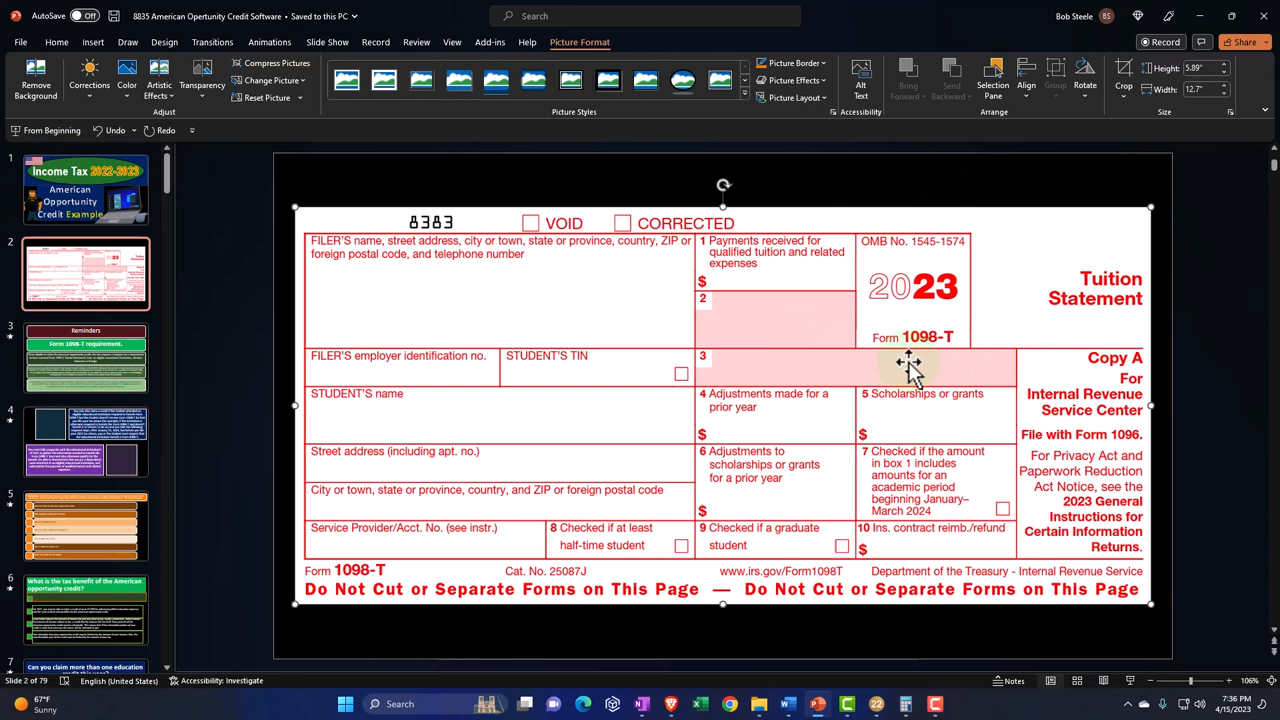 AutoSave Off
8835 American Oportunity Credit Software • Saved to this PC
Search
Bob Steele BS
File Home Insert Draw Design Transitions Animations Slide Show Record Review View Add-ins Help Picture Format
Record Share
Remove Background
Corrections
Color
Artistic Effects
Transparency
Compress Pictures
Change Picture
Reset Picture
Picture Border
Picture Effects
Picture Layout
Alt Text
Bring Forward
Send Backward
Selection Pane
Align
Group
Rotate
Crop
Height: 5.89"
Width: 12.7"
Adjust
Picture Styles
Accessibility
Arrange
Size
From Beginning Undo Redo
1
Income Tax 2022-2023
American
Opportunity
Credit Example
2
3
Reminders
Form 1098-T requirement.
4
5
6
What is the tax benefit of the American
opportunity credit?
7
Can you claim more than one education
8383
VOID CORRECTED
FILER'S name, street address, city or town, state or province, country, ZIP or
foreign postal code, and telephone number
1 Payments received for
qualified tuition and related
expenses
$
2
OMB No. 1545-1574
2023
Form 1098-T
Tuition
Statement
FILER'S employer identification no.
STUDENT'S TIN
3
Copy A
For
Internal Revenue
Service Center
File with Form 1096.
STUDENT'S name
4 Adjustments made for a
prior year
$
5 Scholarships or grants
$
Street address (including apt. no.)
6 Adjustments to
scholarships or grants
for a prior year
$
7 Checked if the amount
in box 1 includes
amounts for an
academic period
beginning January–
March 2024
For Privacy Act and
Paperwork Reduction
Act Notice, see the
2023 General
Instructions for
Certain Information
Returns.
City or town, state or province, country, and ZIP or foreign postal code
Service Provider/Acct. No. (see instr.)
8 Checked if at least
half-time student
9 Checked if a graduate
student
10 Ins. contract reimb./refund
$
Form 1098-T
Cat. No. 25087J
www.irs.gov/Form1098T
Department of the Treasury - Internal Revenue Service
Do Not Cut or Separate Forms on This Page — Do Not Cut or Separate Forms on This Page
Slide 2 of 79
English (United States)
Accessibility: Investigate
Notes
106%
67°F
Sunny
Search
7:36 PM
4/15/2023